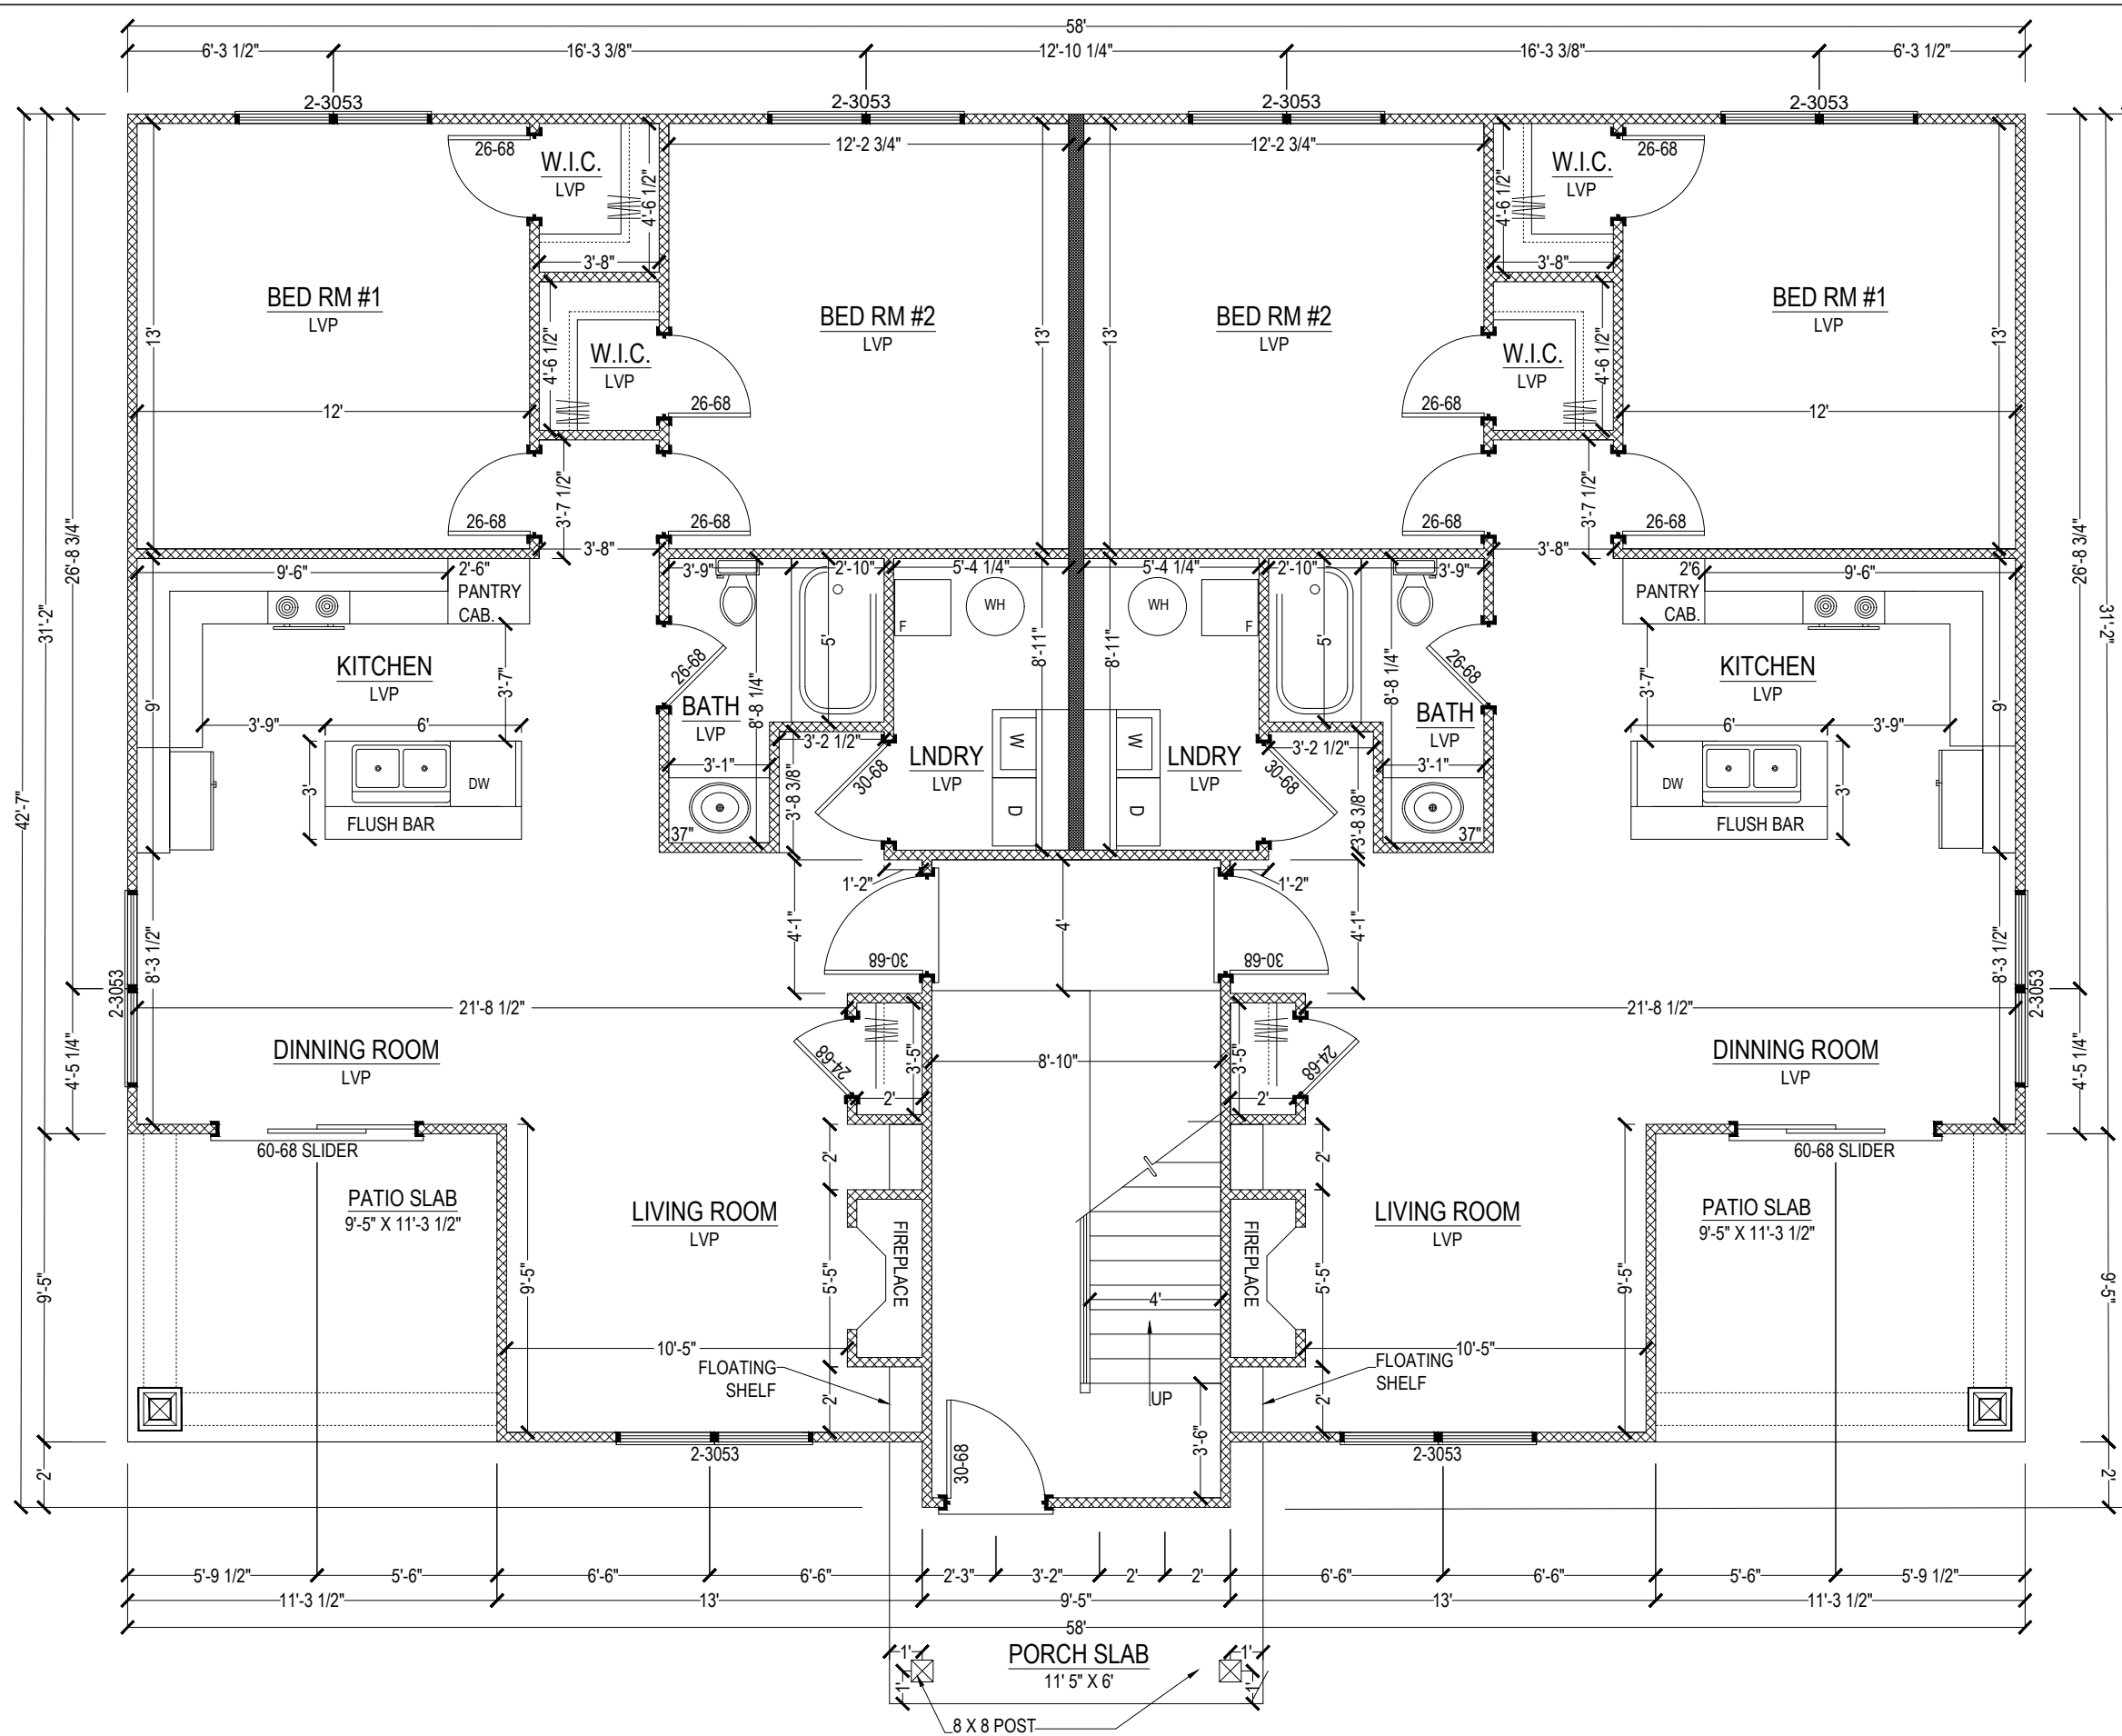 58'
6'-3 1/2"
16'-3 3/8"
12'-10 1/4"
16'-3 3/8"
6'-3 1/2"
2-3053
2-3053
2-3053
2-3053
26-68
W.I.C.
LVP
4'-6 1/2"
12'-2 3/4"
12'-2 3/4"
4'-6 1/2"
W.I.C.
LVP
26-68
3'-8"
3'-8"
BED RM #1
LVP
BED RM #2
LVP
BED RM #2
LVP
BED RM #1
LVP
13'
13'
13'
13'
4'-6 1/2"
W.I.C.
LVP
W.I.C.
LVP
4'-6 1/2"
12'
26-68
26-68
12'
26-68
3'-7 1/2"
26-68
26-68
3'-7 1/2"
26-68
26'-8 3/4"
31'-2"
42'-7"
26'-8 3/4"
31'-2"
3'-8"
3'-8"
9'-6"
2'-6"
PANTRY
CAB.
3'-9"
2'-10"
5'-4 1/4"
5'-4 1/4"
2'-10"
3'-9"
2'6
PANTRY
CAB.
9'-6"
WH
WH
F
F
5'
5'
8'-11"
8'-11"
KITCHEN
LVP
3'-7"
26-68
26-68
3'-7"
KITCHEN
LVP
9'
9'
BATH
LVP
8'-8 1/4"
8'-8 1/4"
BATH
LVP
3'-9"
6'
6'
3'-9"
3'-2 1/2"
3'-2 1/2"
3'-1"
3'-1"
LNDRY
LVP
LNDRY
LVP
W
W
D
D
30-68
30-68
3'-8 3/8"
3'-8 3/8"
3'
DW
FLUSH BAR
37"
37"
DW
FLUSH BAR
3'
1'-2"
1'-2"
4'-1"
4'
4'-1"
30-68
30-68
8'-3 1/2"
8'-3 1/2"
2-3053
2-3053
21'-8 1/2"
21'-8 1/2"
4'-5 1/4"
4'-5 1/4"
DINNING ROOM
LVP
24-68
3'-5"
8'-10"
3'-5"
24-68
DINNING ROOM
LVP
2'
2'
60-68 SLIDER
60-68 SLIDER
2'
2'
PATIO SLAB
9'-5" X 11'-3 1/2"
LIVING ROOM
LVP
LIVING ROOM
LVP
PATIO SLAB
9'-5" X 11'-3 1/2"
FIREPLACE
FIREPLACE
9'-5"
9'-5"
5'-5"
5'-5"
9'-5"
9'-5"
4'
10'-5"
10'-5"
FLOATING
SHELF
FLOATING
SHELF
UP
2'
2'
2-3053
2-3053
30-68
3'-6"
2'
2'
5'-9 1/2"
5'-6"
6'-6"
6'-6"
2'-3"
3'-2"
2'
2'
6'-6"
6'-6"
5'-6"
5'-9 1/2"
11'-3 1/2"
13'
9'-5"
13'
11'-3 1/2"
58'
PORCH SLAB
11' 5" X 6'
1'
1'
1'
1'
8 X 8 POST